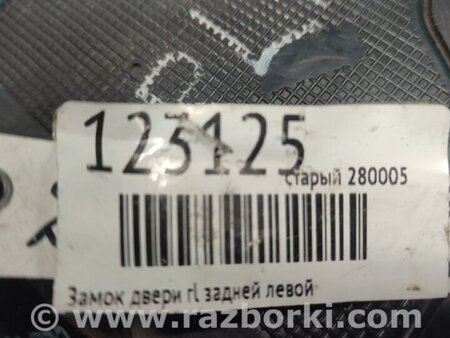 123125
старый 280005
Замок двери rl задней левой
www.razborki.com